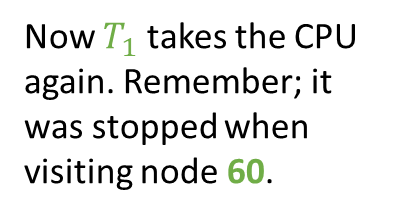 Now T₁ takes the CPU
again. Remember; it
was stopped when
visiting node 60.